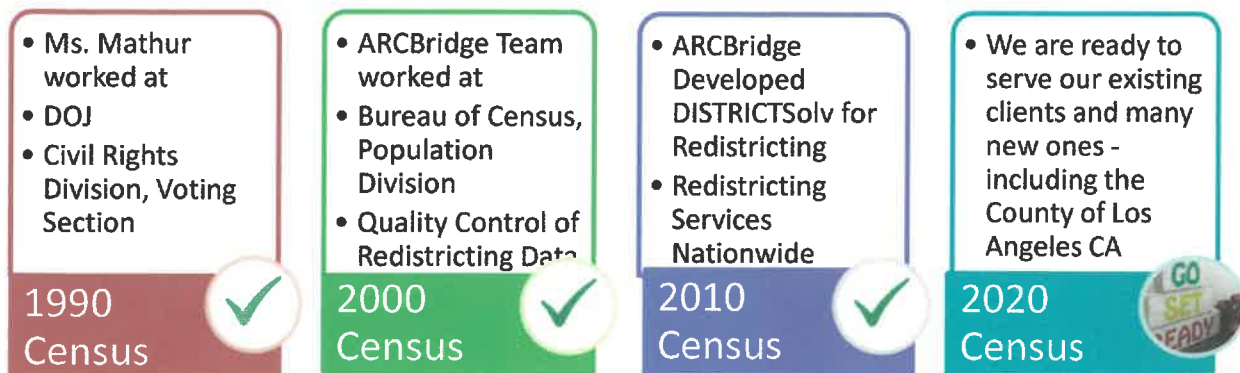 • Ms. Mathur
worked at
• DOJ
• Civil Rights
Division, Voting
Section
1990
Census
• ARCBridge Team
worked at
• Bureau of Census,
Population
Division
• Quality Control of
Redistricting Data
2000
Census
• ARCBridge
Developed
DISTRICTSolv for
Redistricting
• Redistricting
Services
Nationwide
2010
Census
• We are ready to
serve our existing
clients and many
new ones -
including the
County of Los
Angeles CA
2020
Census
GO
SET
READY